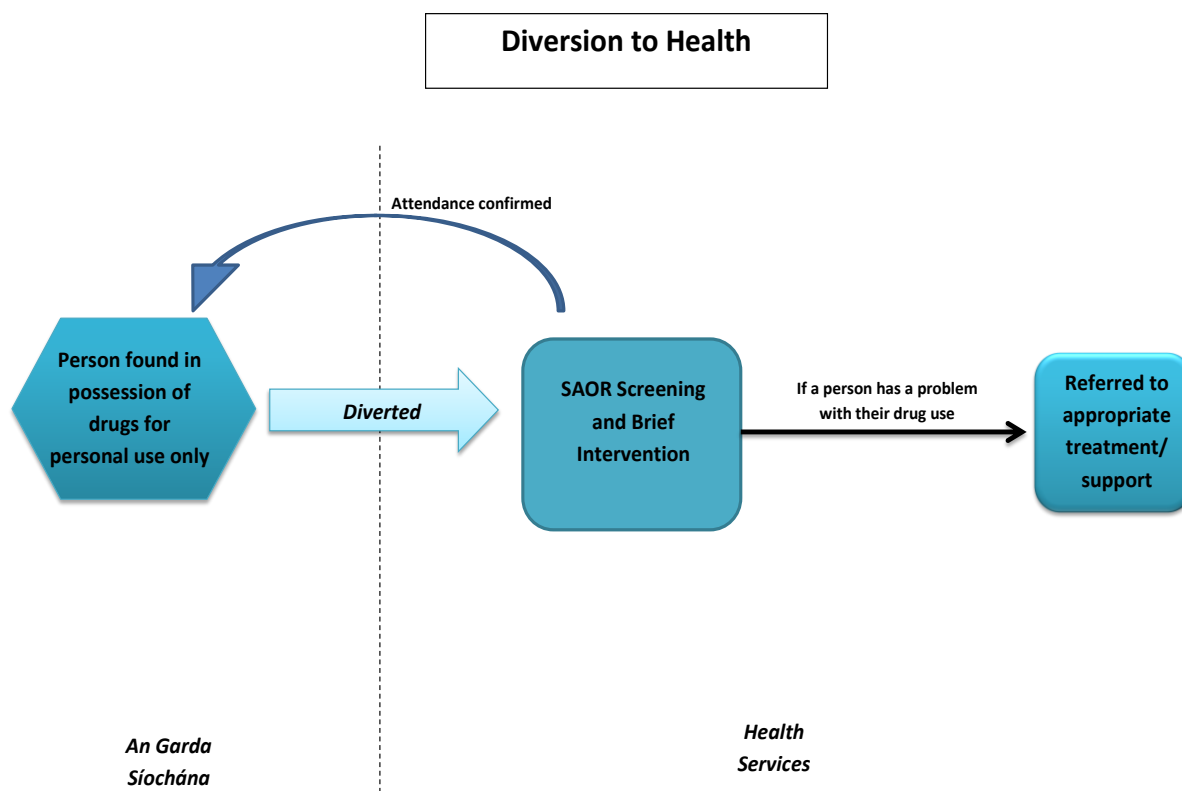 Diversion to Health
Attendance confirmed
Person found in
possession of
drugs for
personal use only
Diverted
SAOR Screening
and Brief
Intervention
If a person has a problem
with their drug use
Referred to
appropriate
treatment/
support
An Garda
Síochána
Health
Services